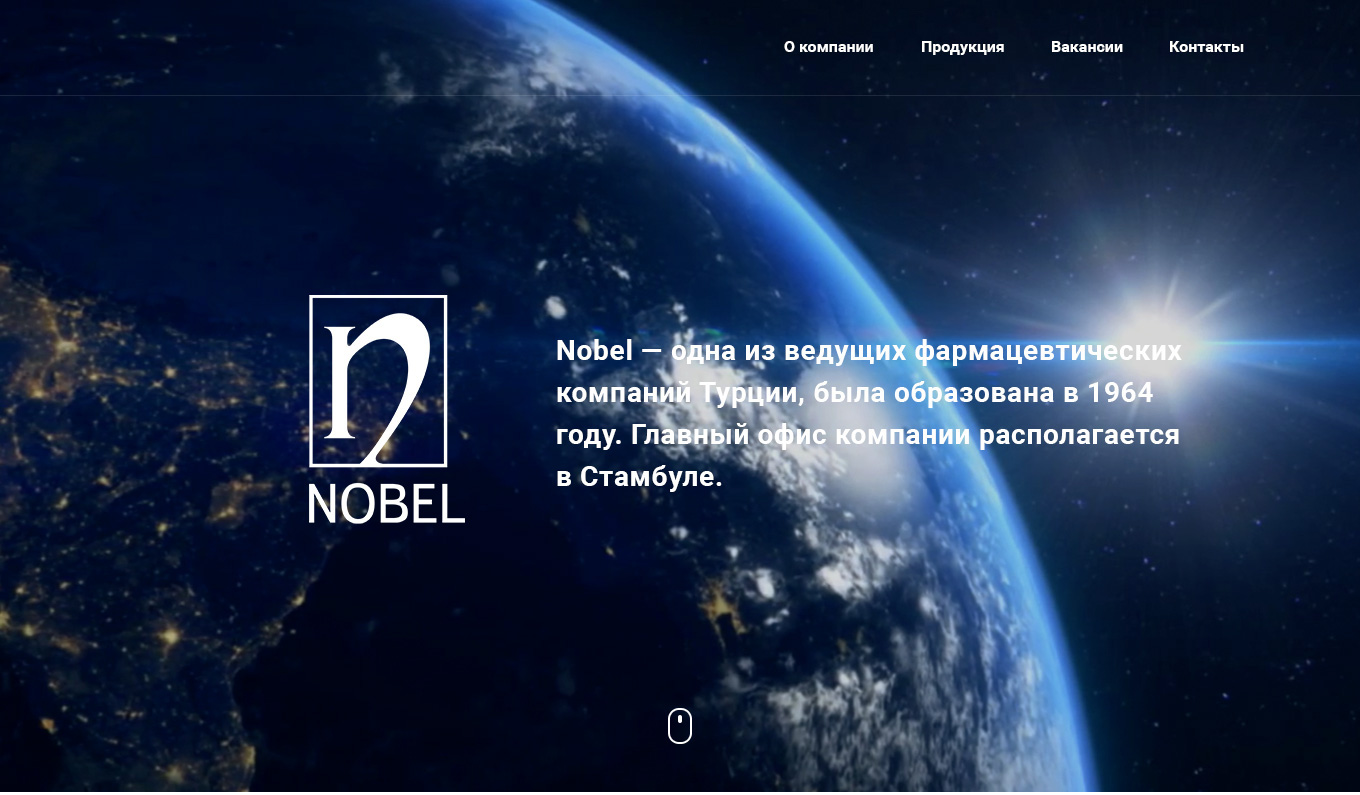 О компании
Продукция
Вакансии
Контакты
n
NOBEL
Nobel — одна из ведущих фармацевтических
компаний Турции, была образована в 1964
году. Главный офис компании располагается
в Стамбуле.